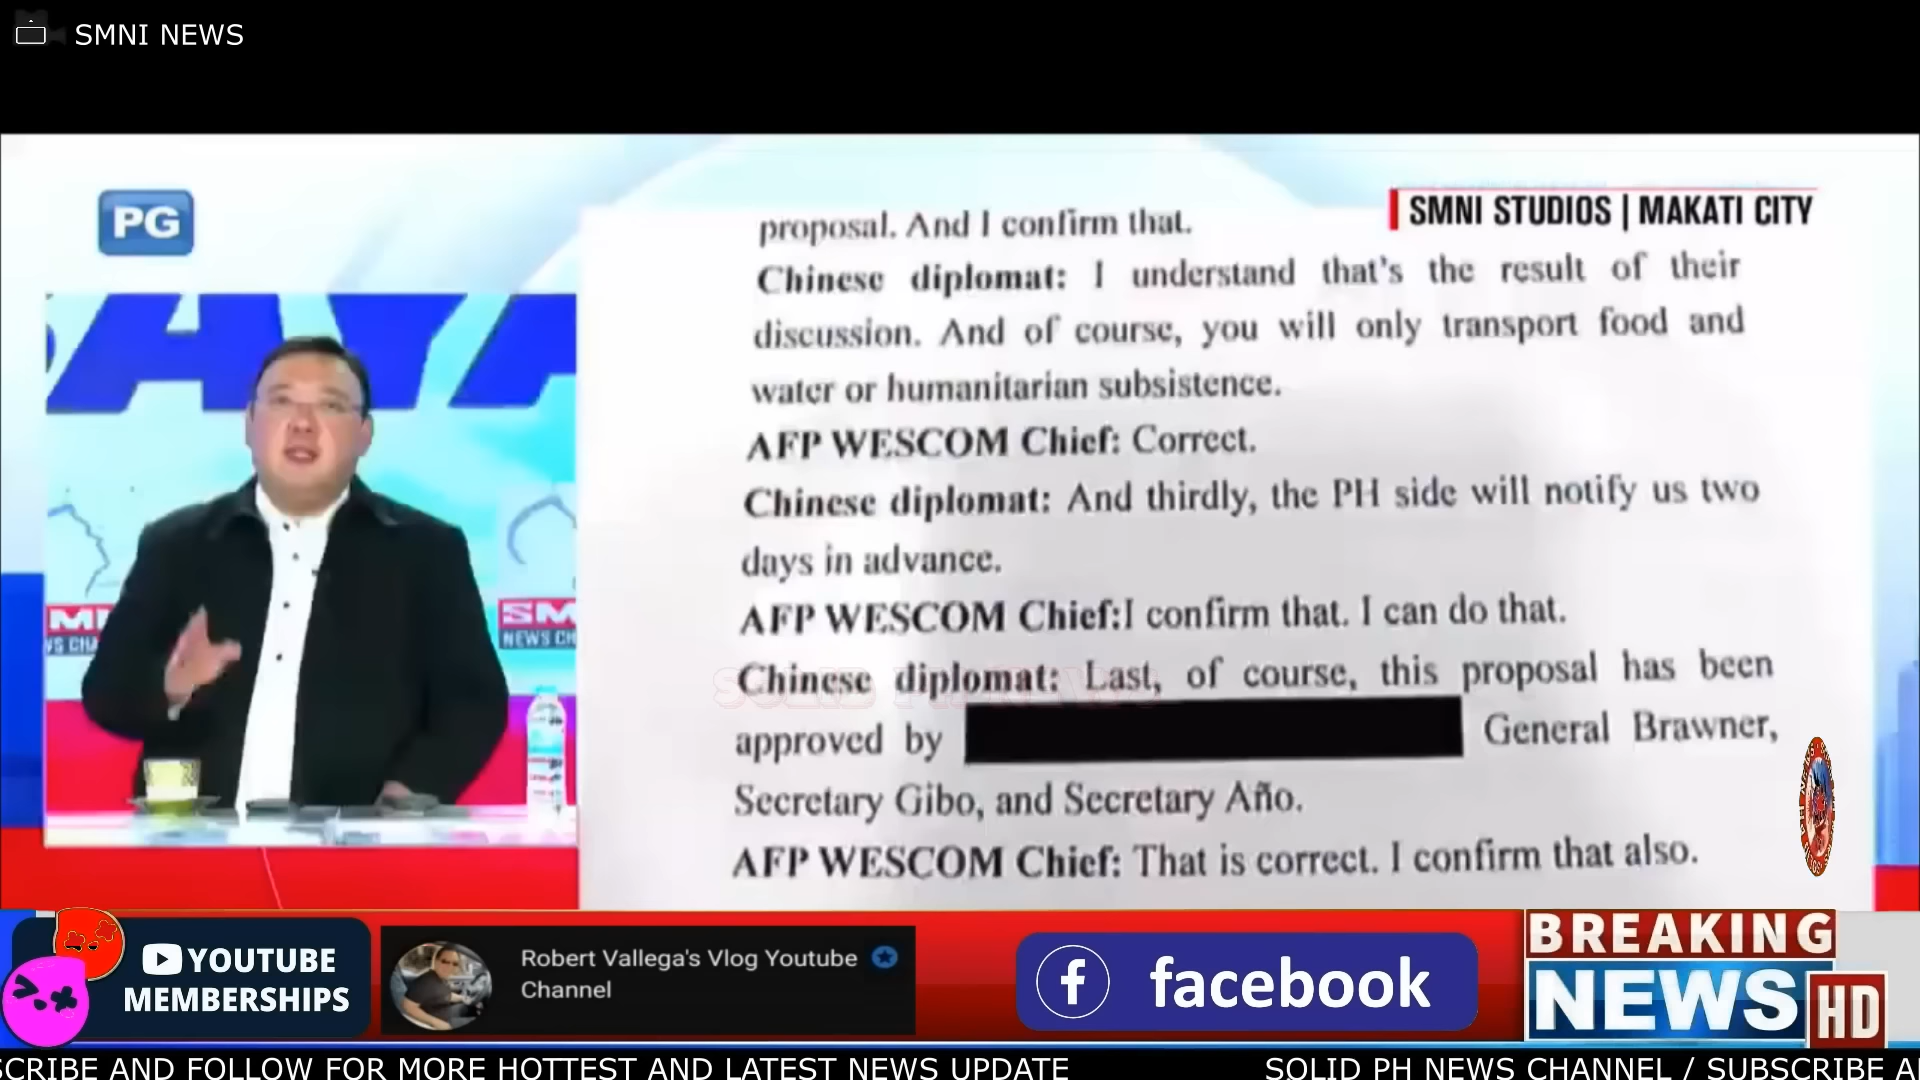 SMNI NEWS
PG
SMNI STUDIOS | MAKATI CITY
proposal. And I confirm that.
Chinese diplomat: I understand that's the result of their
discussion. And of course, you will only transport food and
water or humanitarian subsistence.
AFP WESCOM Chief: Correct.
Chinese diplomat: And thirdly, the PH side will notify us two
days in advance.
AFP WESCOM Chief:I confirm that. I can do that.
Chinese diplomat: Last, of course, this proposal has been
approved by General Brawner,
Secretary Gibo, and Secretary Año.
AFP WESCOM Chief: That is correct. I confirm that also.
SM
NEWS CH
YOUTUBE
MEMBERSHIPS
Robert Vallega's Vlog Youtube
Channel
facebook
BREAKING
NEWS
HD
SCRIBE AND FOLLOW FOR MORE HOTTEST AND LATEST NEWS UPDATE
SOLID PH NEWS CHANNEL / SUBSCRIBE A